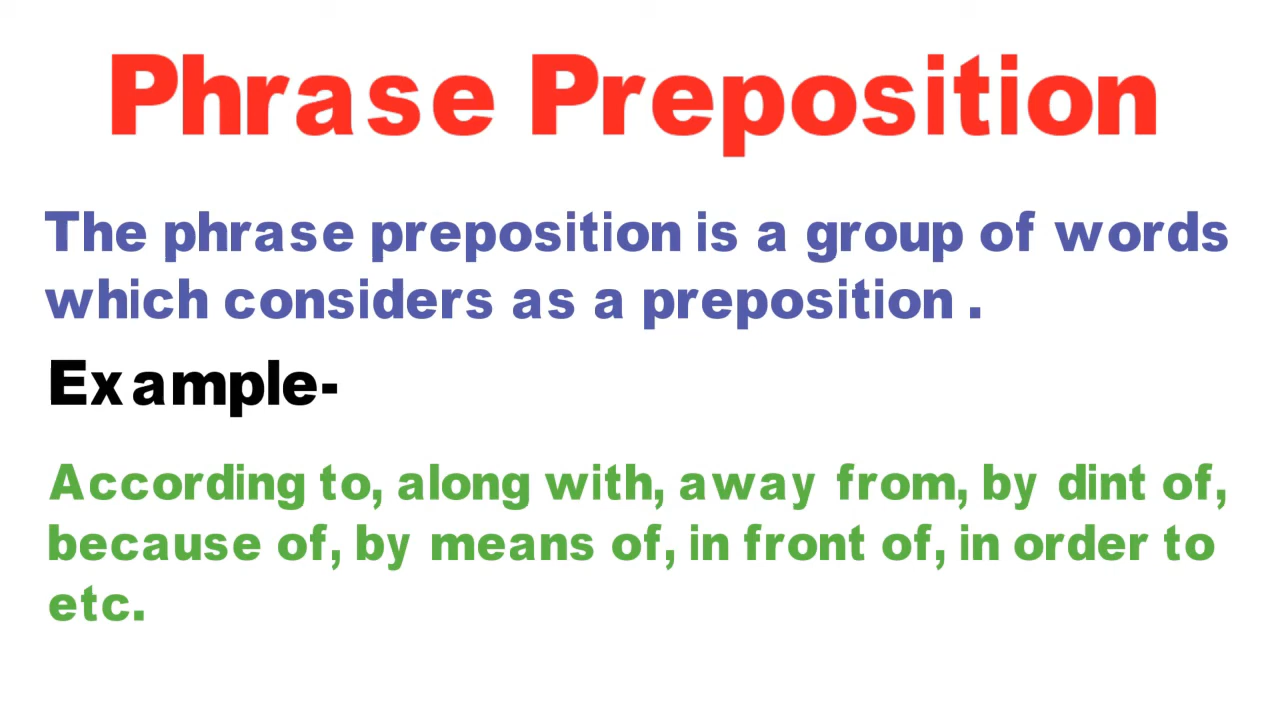 Phrase Preposition
The phrase preposition is a group of words
which considers as a preposition .
Example-
According to, along with, away from, by dint of,
because of, by means of, in front of, in order to
etc.